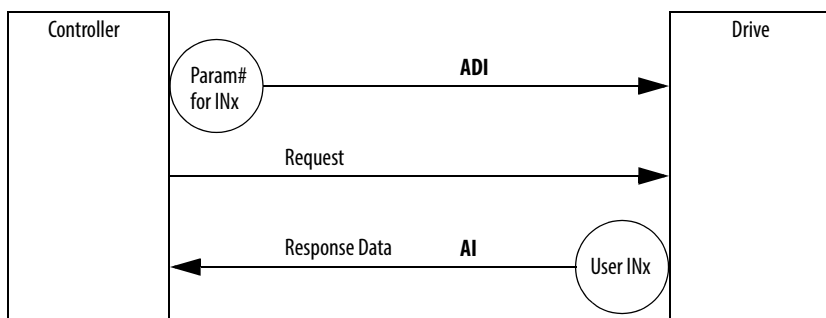 Controller
Drive
Param#
for INx
ADI
Request
Response Data AI
User INx